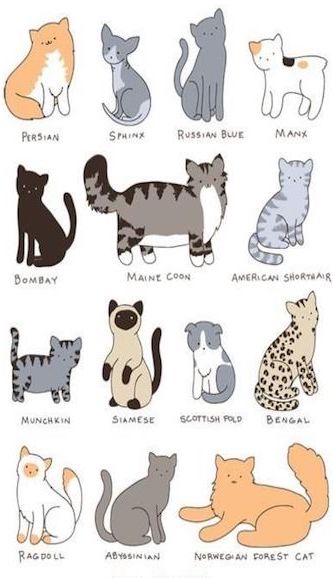 PERSIAN
SPHINX
RUSSIAN BLUE
MANX
BOMBAY
MAINE COON
AMERICAN SHORTHAIR
MUNCHKIN
SIAMESE
SCOTTISH FOLD
BENGAL
RAGDOLL
ABYSSINIAN
NORWEGIAN FOREST CAT